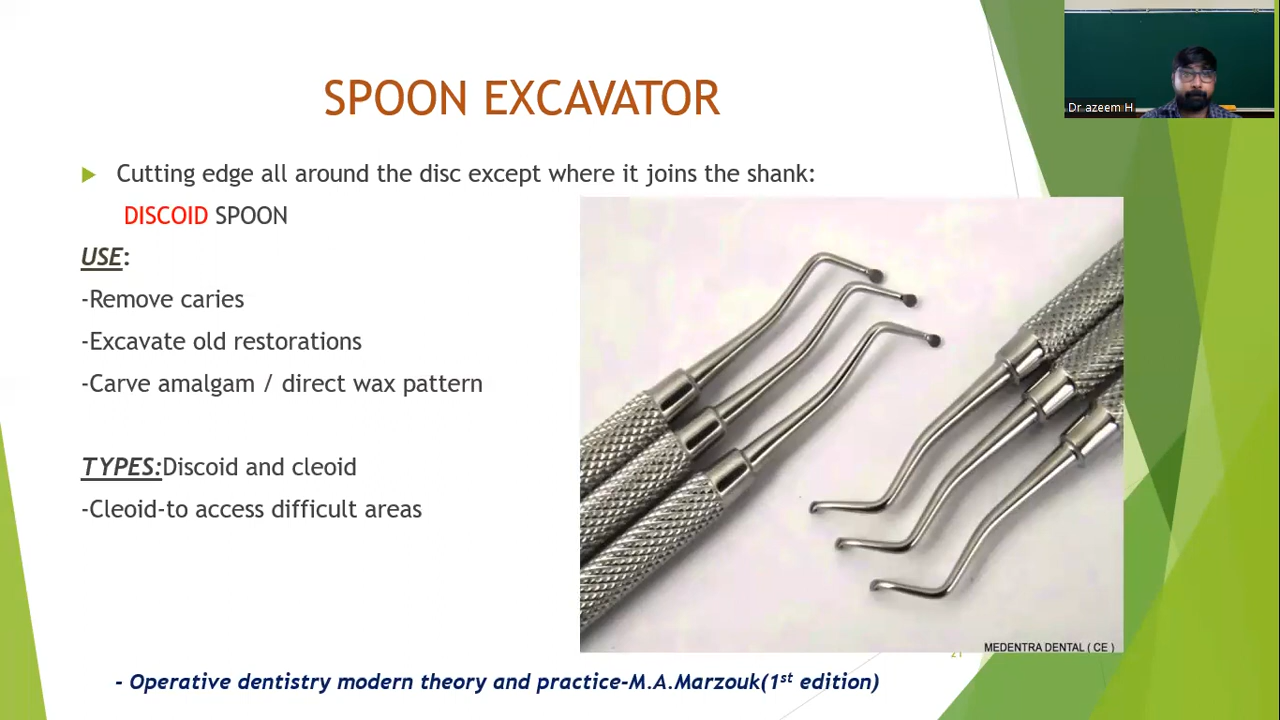 Dr azeem H
SPOON EXCAVATOR
Cutting edge all around the disc except where it joins the shank:
DISCOID SPOON
USE:
-Remove caries
-Excavate old restorations
-Carve amalgam / direct wax pattern
TYPES:Discoid and cleoid
-Cleoid-to access difficult areas
MEDENTRA DENTAL ( CE )
21
- Operative dentistry modern theory and practice-M.A.Marzouk(1st edition)